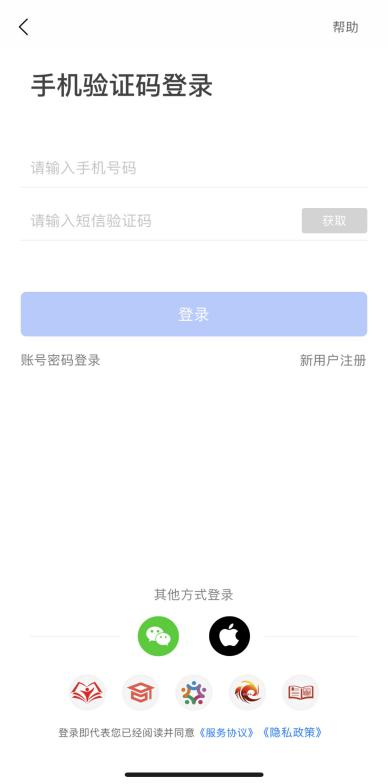 帮助
手机验证码登录
请输入手机号码
请输入短信验证码 获取
登录
账号密码登录 新用户注册
其他方式登录
登录即代表您已经阅读并同意《服务协议》《隐私政策》